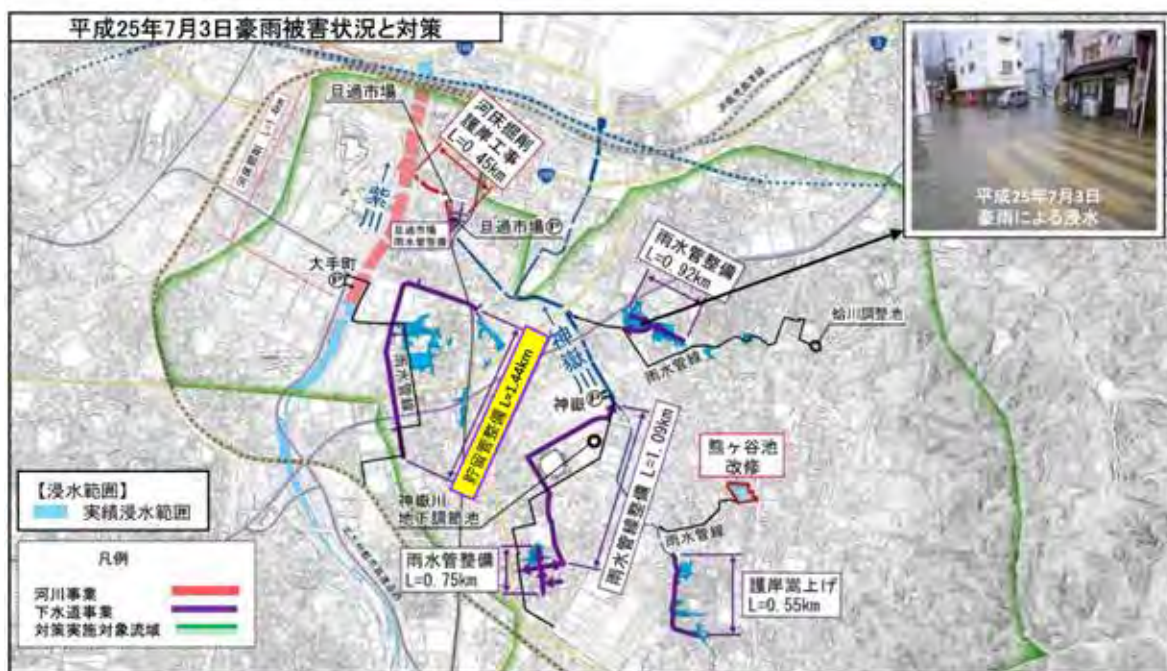 平成25年7月3日豪雨被害状況と対策
平成25年7月3日
豪雨による浸水
旦過市場
河床掘削
護岸工事
L=0.45km
紫川
旦過市場
雨水管整備
旦過市場
大手町
雨水管整備
L=0.92km
蛤川調整池
雨水管線
雨水管線
神嶽川
神嶽
貯留管整備 L=1.44km
雨水管線整備 L=1.09km
熊ヶ谷池
改修
神嶽川
地下調節池
雨水管線
雨水管整備
L=0.75km
護岸嵩上げ
L=0.55km
【浸水範囲】
実績浸水範囲
凡例
河川事業
下水道事業
対策実施対象流域